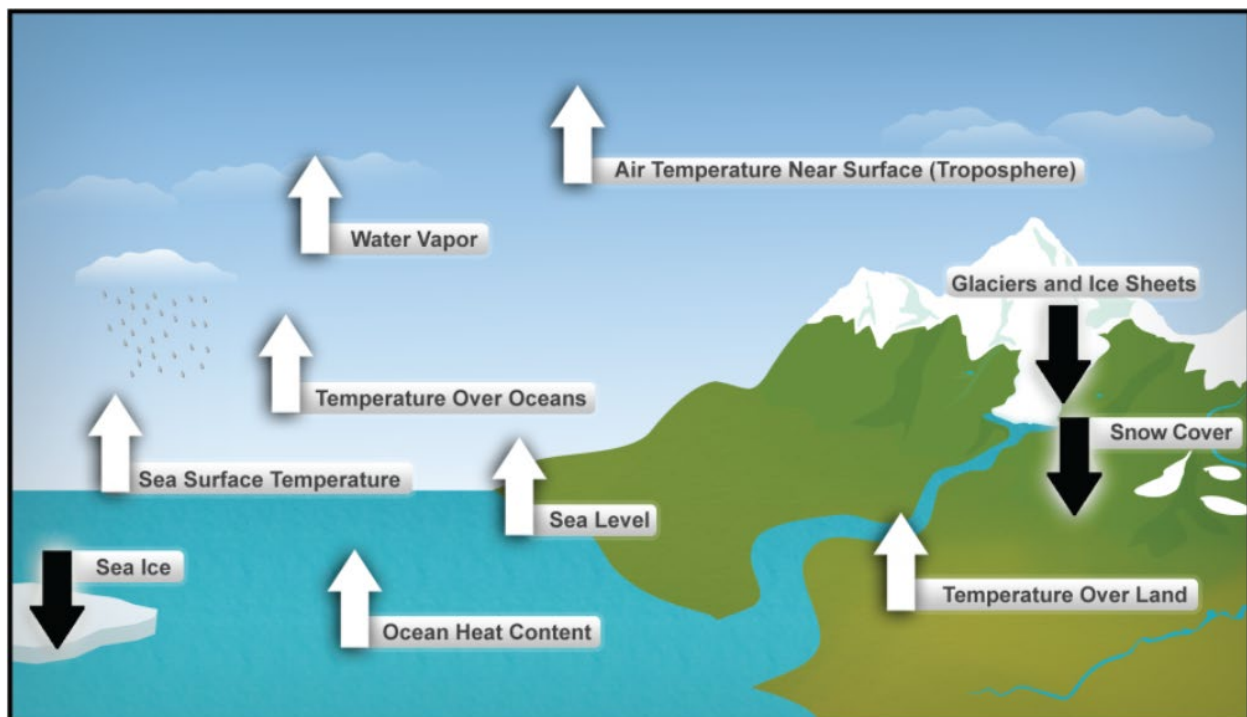 Air Temperature Near Surface (Troposphere)
Water Vapor
Glaciers and Ice Sheets
Temperature Over Oceans
Snow Cover
Sea Surface Temperature
Sea Level
Sea Ice
Temperature Over Land
Ocean Heat Content